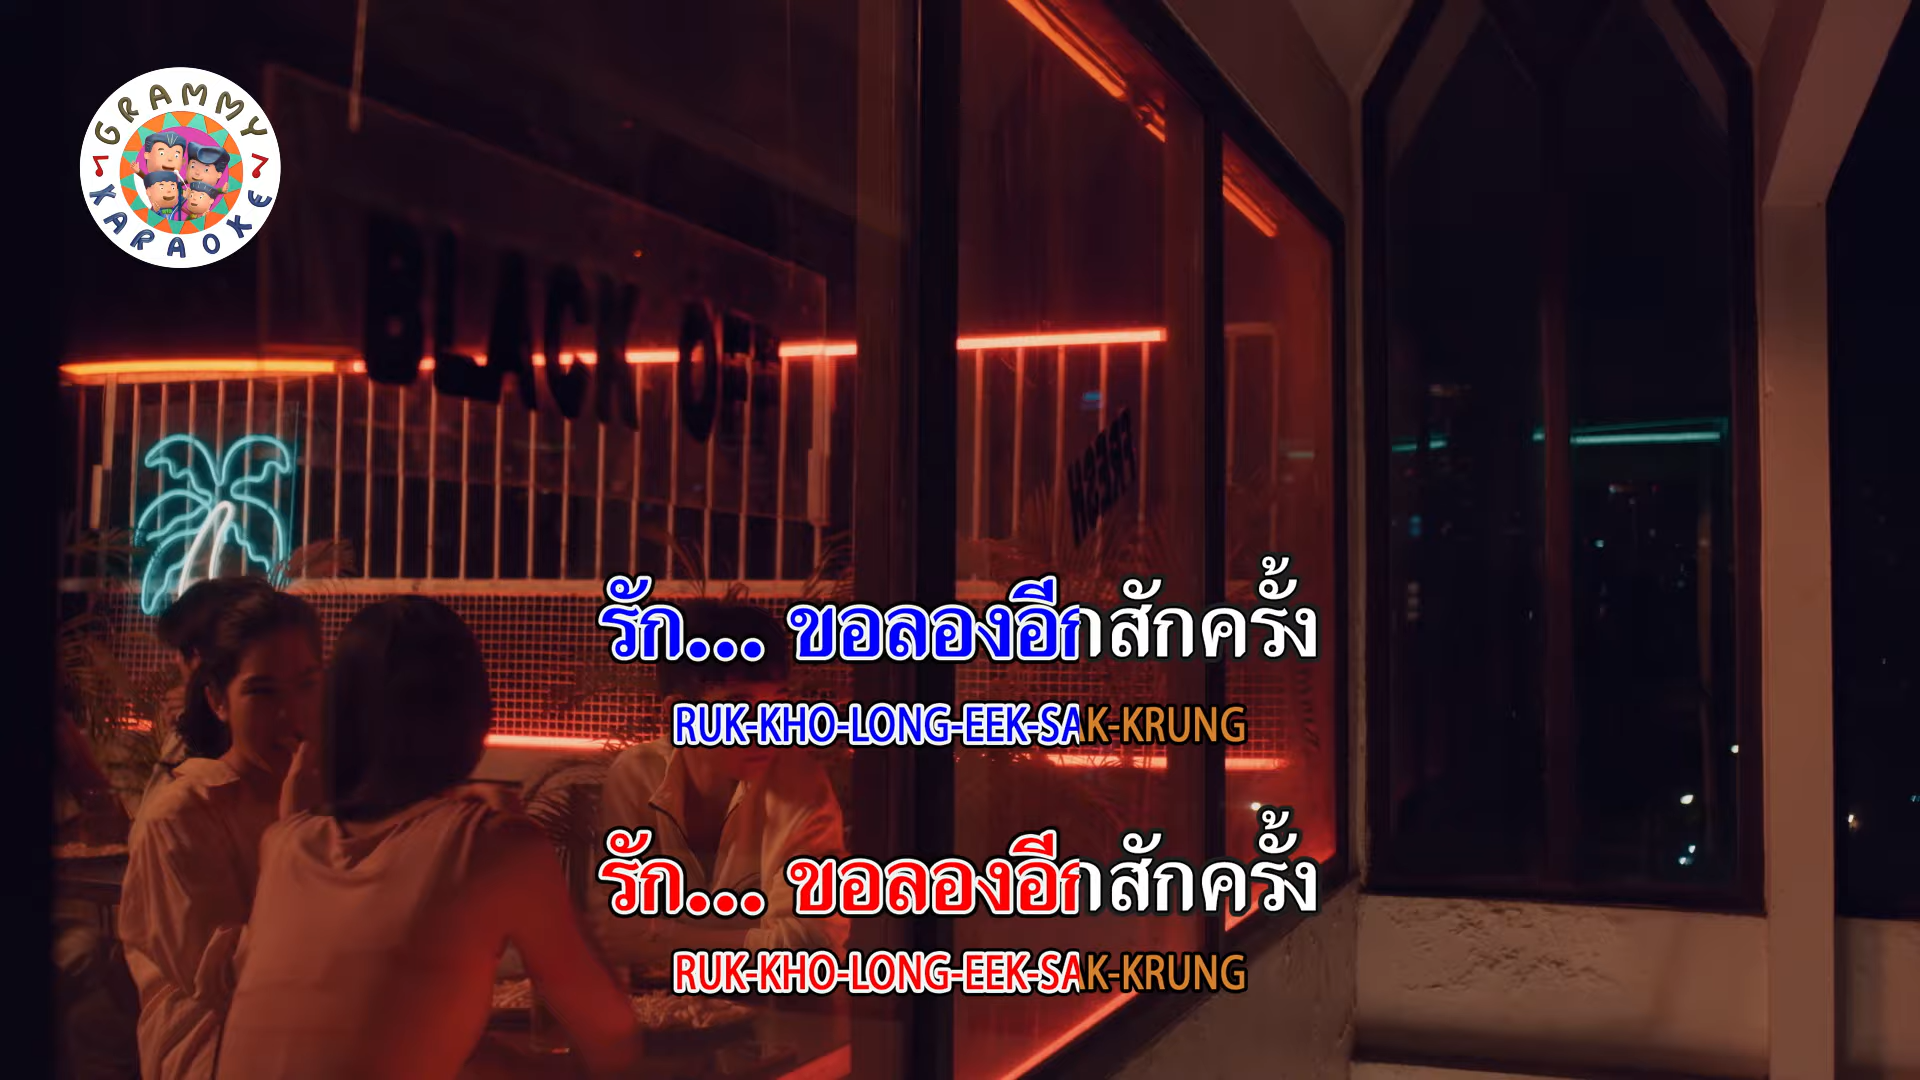 GRAMMY
KARAOKE
BLACK OFF
FRESH
รัก... ขอลองอีกสักครั้ง
RUK-KHO-LONG-EEK-SAK-KRUNG
รัก... ขอลองอีกสักครั้ง
RUK-KHO-LONG-EEK-SAK-KRUNG